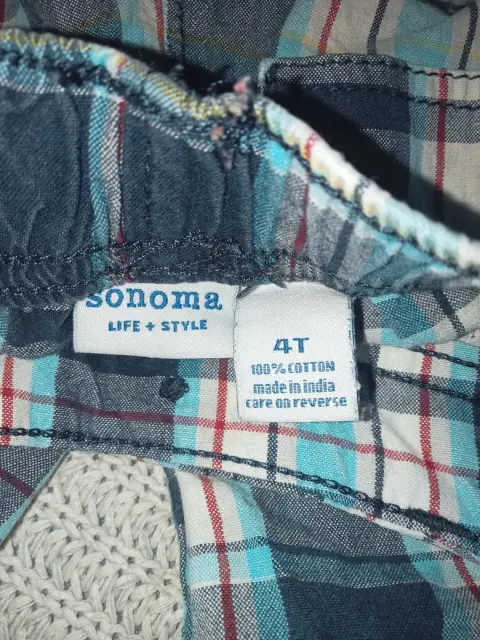 sonoma
LIFE + STYLE
4T
100% COTTON
made in india
care on reverse